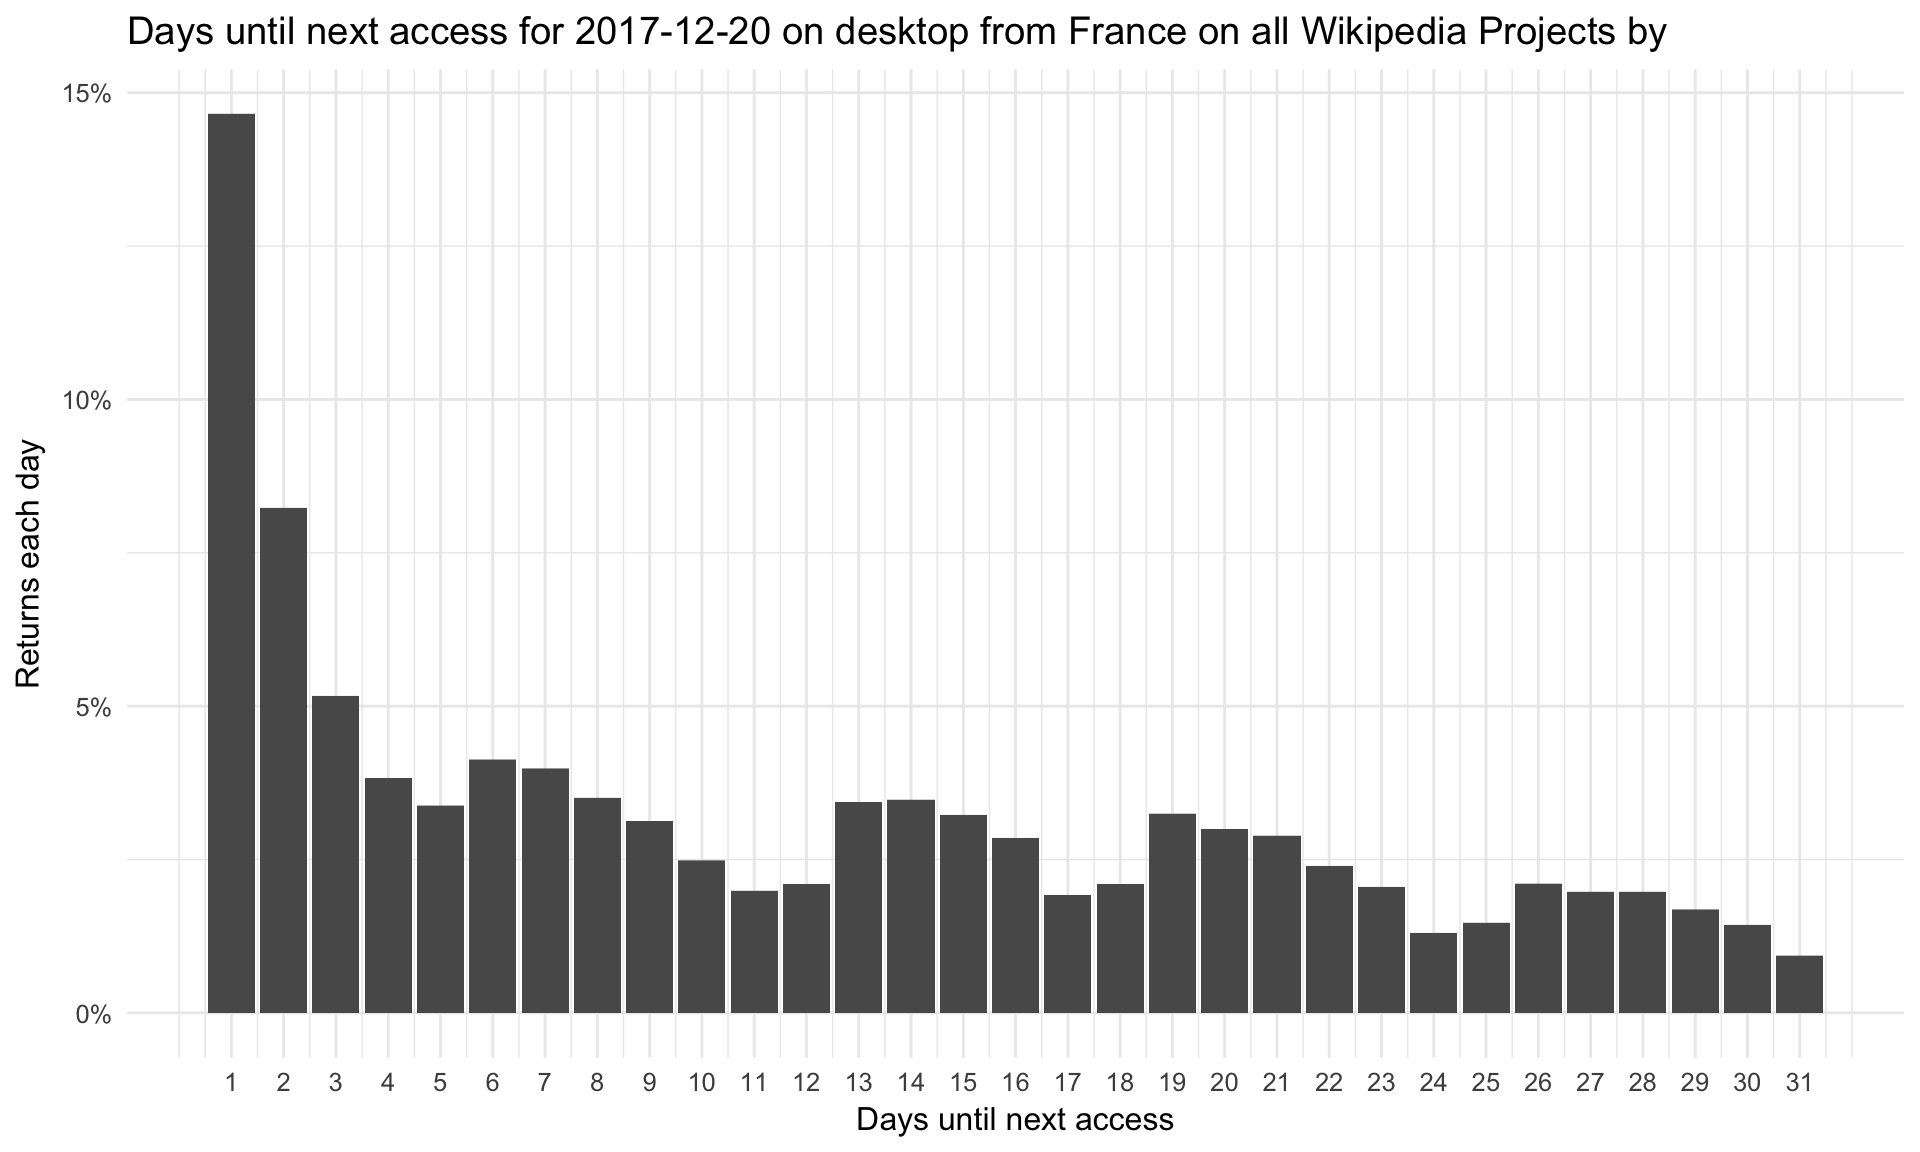 Days until next access for 2017-12-20 on desktop from France on all Wikipedia Projects by
15%
10%
5%
0%
Returns each day
1 2 3 4 5 6 7 8 9 10 11 12 13 14 15 16 17 18 19 20 21 22 23 24 25 26 27 28 29 30 31
Days until next access